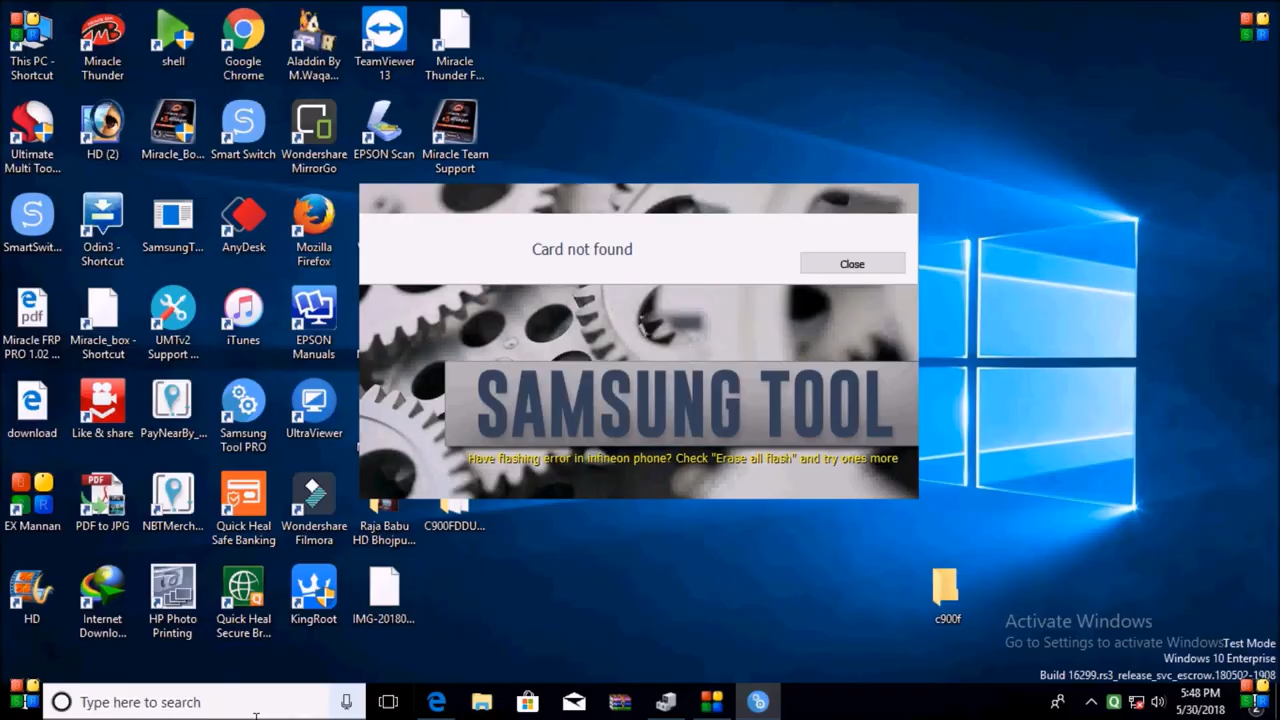 This PC -
Shortcut
Miracle
Thunder
shell
Google
Chrome
Aladdin By
M.Waqa...
TeamViewer
13
Miracle
Thunder F...
Ultimate
Multi Too...
HD (2)
Miracle_Bo...
Smart Switch
Wondershare
MirrorGo
EPSON Scan
Miracle Team
Support
SmartSwit...
Odin3 -
Shortcut
SamsungT...
AnyDesk
Mozilla
Firefox
Card not found
Close
Miracle FRP
PRO 1.02 ...
Miracle_box -
Shortcut
UMTv2
Support ...
iTunes
EPSON
Manuals
SAMSUNG TOOL
Have flashing error in infineon phone? Check "Erase all flash" and try ones more
download
Like & share
PayNearBy_...
Samsung
Tool PRO
UltraViewer
EX Mannan
PDF to JPG
NBTMerch...
Quick Heal
Safe Banking
Wondershare
Filmora
Raja Babu
HD Bhojpu...
C900FDDU...
HD
Internet
Downlo...
HP Photo
Printing
Quick Heal
Secure Br...
KingRoot
IMG-20180...
c900f
Activate Windows
Go to Settings to activate Windows
Test Mode
Windows 10 Enterprise
Build 16299.rs3_release_svc_escrow.180502-1908
Type here to search
5:48 PM
5/30/2018